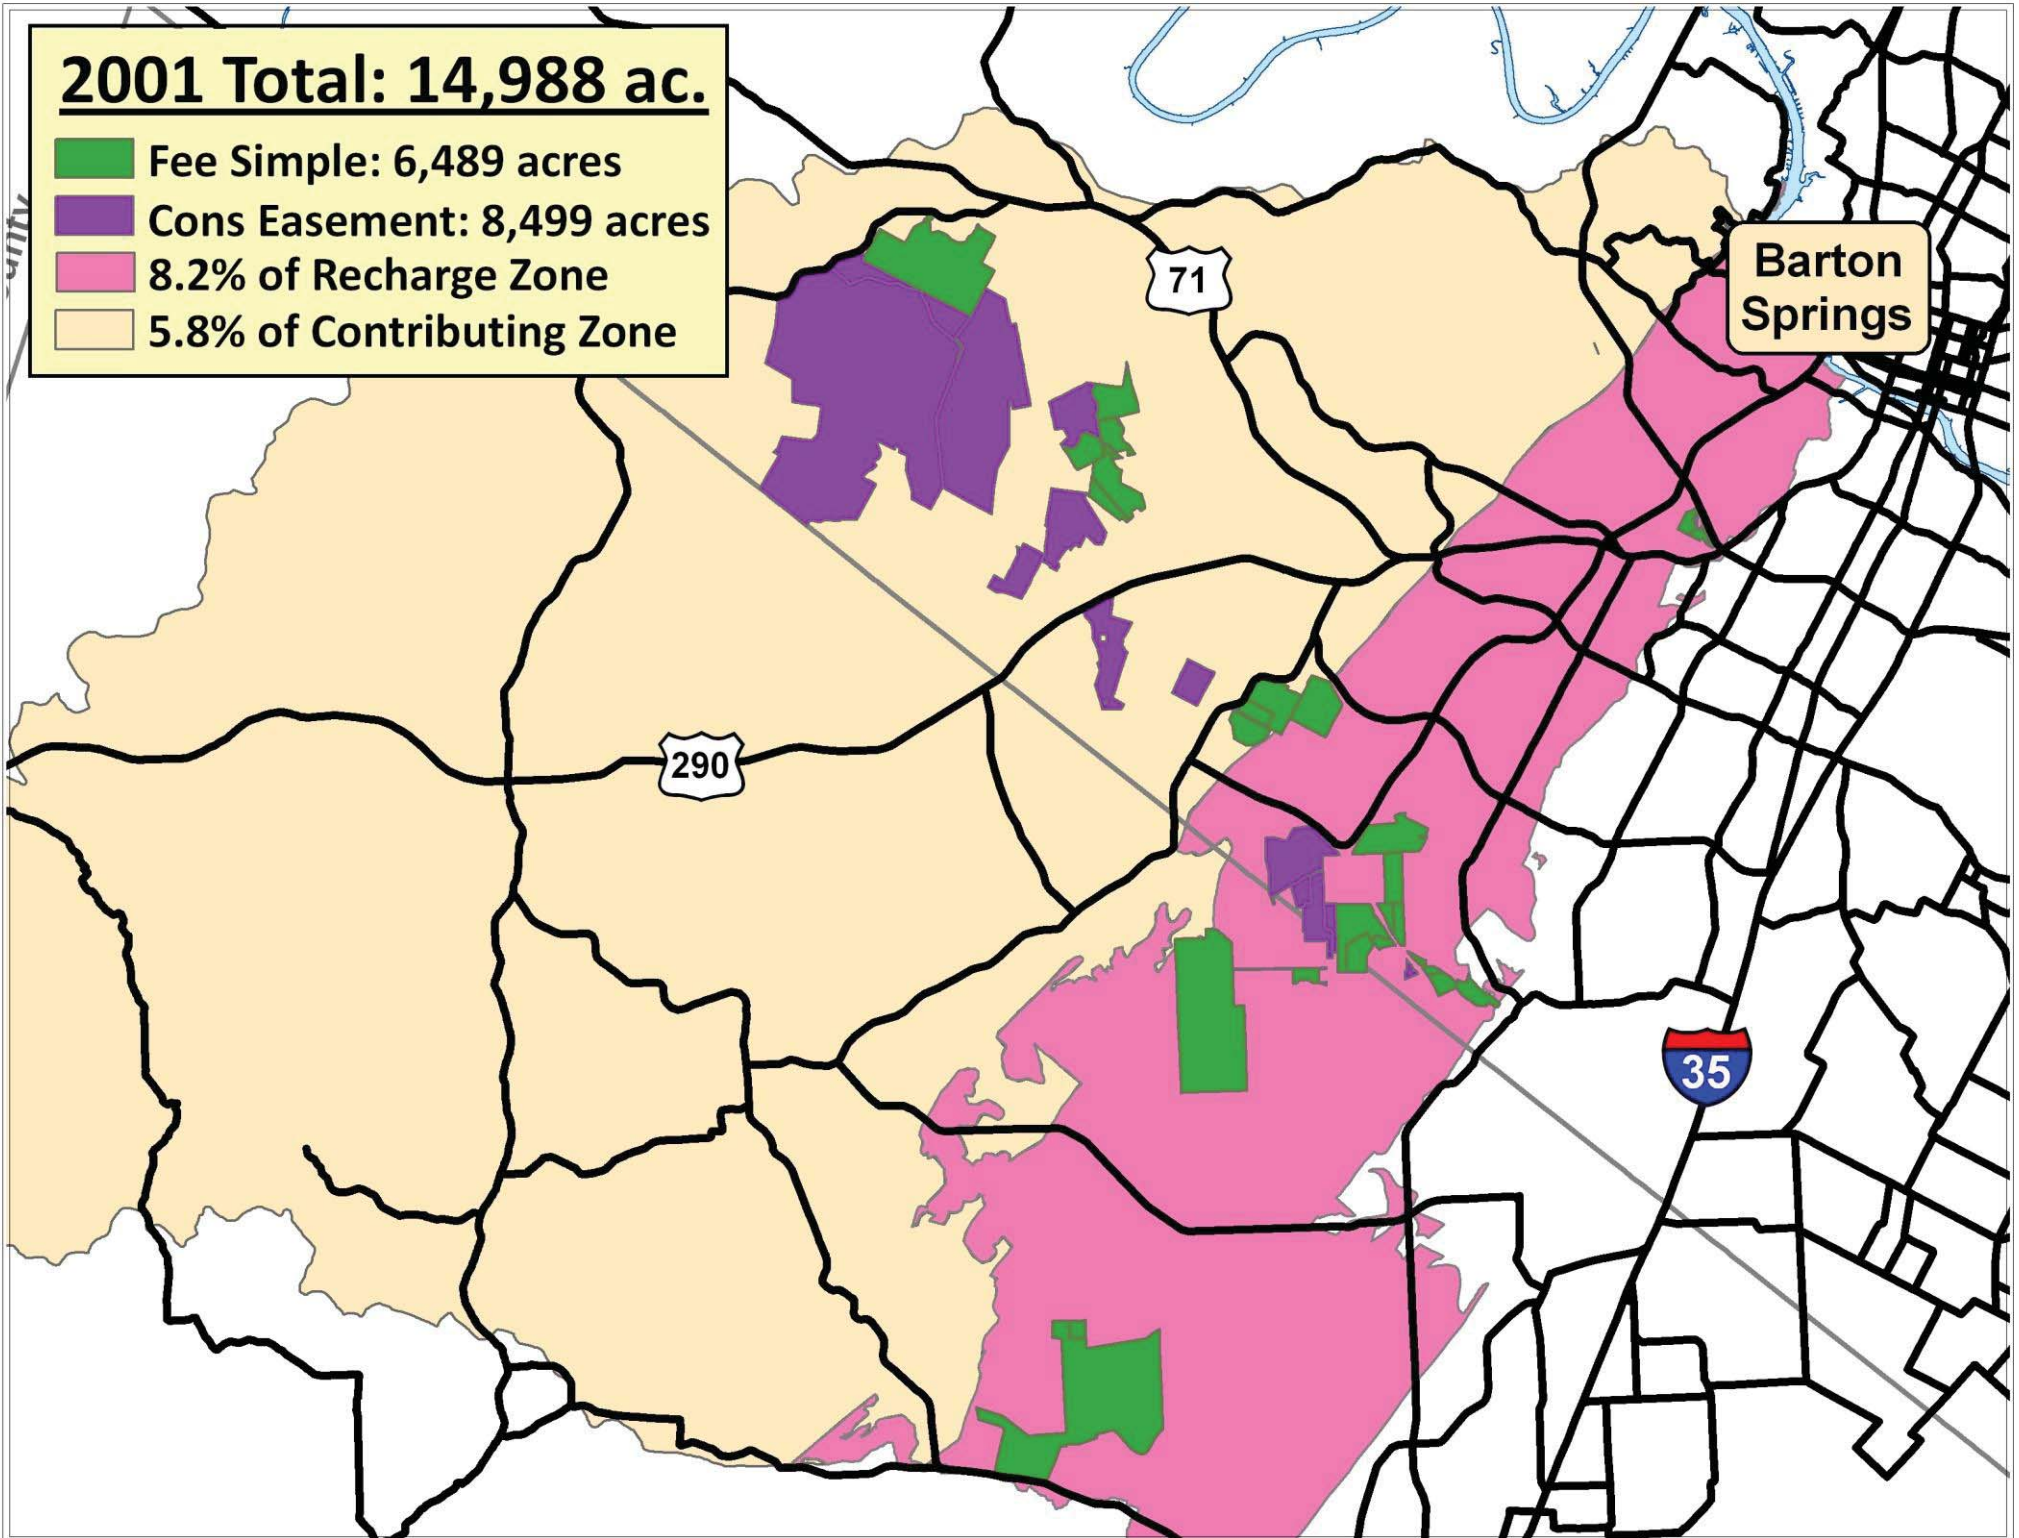 2001 Total: 14,988 ac.
Fee Simple: 6,489 acres
Cons Easement: 8,499 acres
8.2% of Recharge Zone
5.8% of Contributing Zone
71
Barton
Springs
290
35